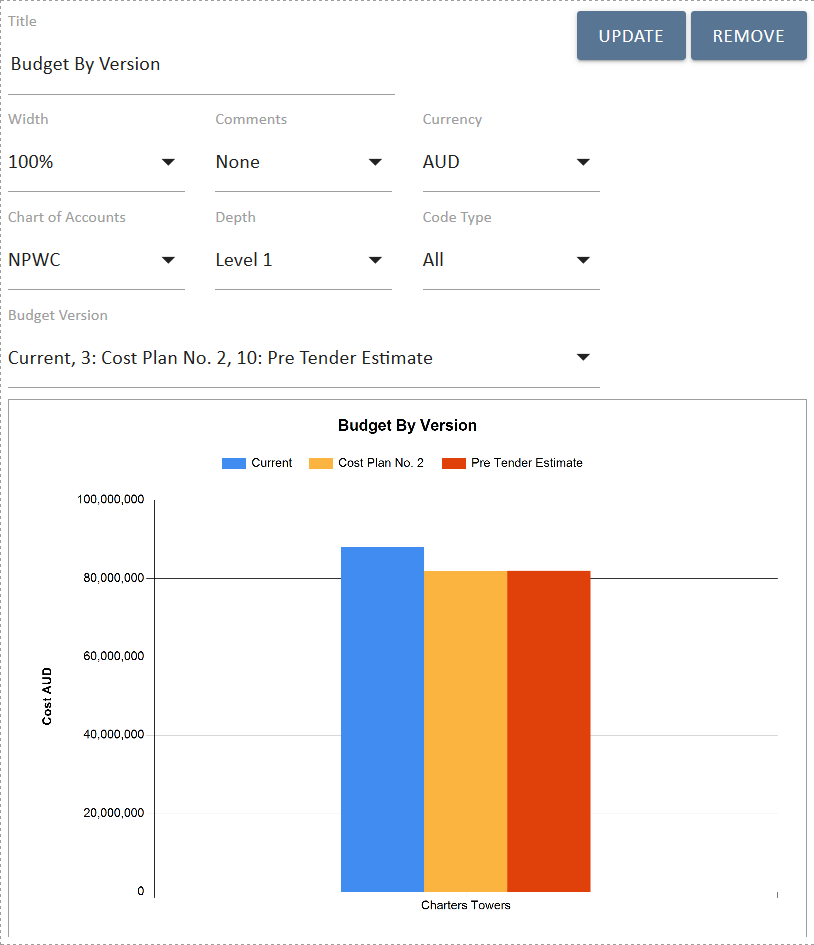 Title
UPDATE REMOVE
Budget By Version
Width Comments Currency
100% None AUD
Chart of Accounts Depth Code Type
NPWC Level 1 All
Budget Version
Current, 3: Cost Plan No. 2, 10: Pre Tender Estimate
Budget By Version
Current Cost Plan No. 2 Pre Tender Estimate
100,000,000
80,000,000
60,000,000
40,000,000
20,000,000
0
Cost AUD
Charters Towers